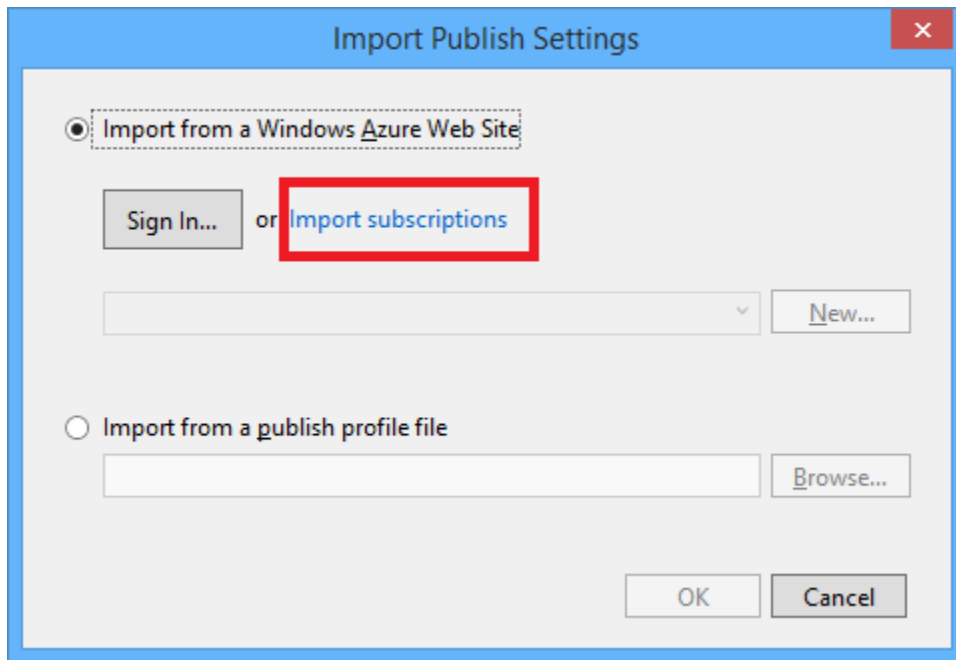 Import Publish Settings
Import from a Windows Azure Web Site
Sign In... or Import subscriptions
New...
Import from a publish profile file
Browse...
OK Cancel